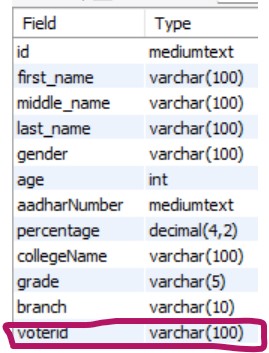 Field Type
id mediumtext
first_name varchar(100)
middle_name varchar(100)
last_name varchar(100)
gender varchar(100)
age int
aadharNumber mediumtext
percentage decimal(4,2)
collegeName varchar(100)
grade varchar(5)
branch varchar(10)
voterid varchar(100)